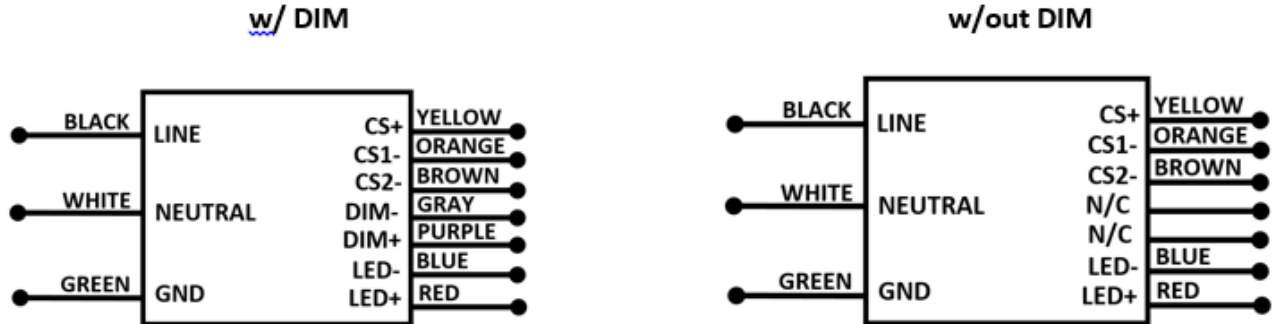 w/ DIM
BLACK
LINE
WHITE
NEUTRAL
GREEN
GND
CS+
YELLOW
CS1-
ORANGE
CS2-
BROWN
DIM-
GRAY
DIM+
PURPLE
LED-
BLUE
LED+
RED
w/out DIM
BLACK
LINE
WHITE
NEUTRAL
GREEN
GND
CS+
YELLOW
CS1-
ORANGE
CS2-
BROWN
N/C
N/C
LED-
BLUE
LED+
RED